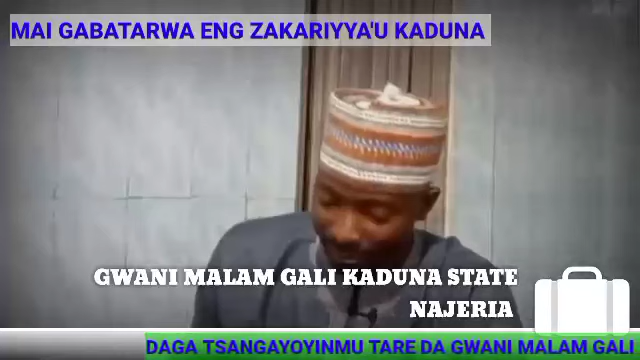 MAI GABATARWA ENG ZAKARIYYA'U KADUNA
GWANI MALAM GALI KADUNA STATE
NAJERIA
DAGA TSANGAYOYINMU TARE DA GWANI MALAM GALI